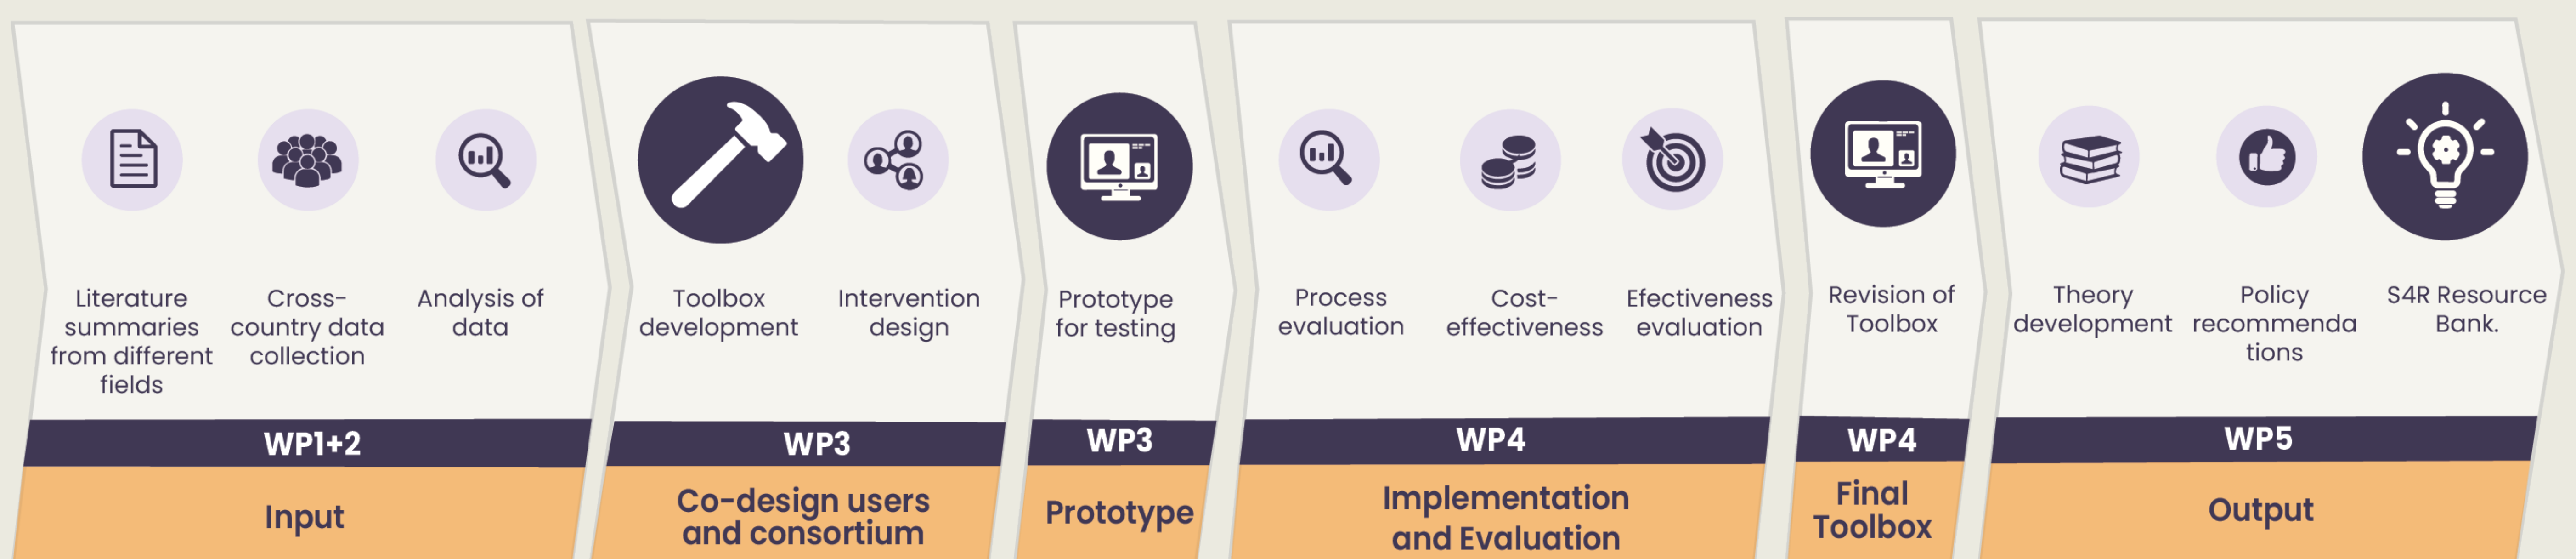 Literature
summaries
from different
fields
Cross-
country data
collection
Analysis of
data
WP1+2
Input
Toolbox
development
Intervention
design
WP3
Co-design users
and consortium
Prototype
for testing
WP3
Prototype
Process
evaluation
Cost-
effectiveness
Efectiveness
evaluation
WP4
Implementation
and Evaluation
Revision of
Toolbox
WP4
Final
Toolbox
Theory
development
Policy
recommenda
tions
S4R Resource
Bank.
WP5
Output